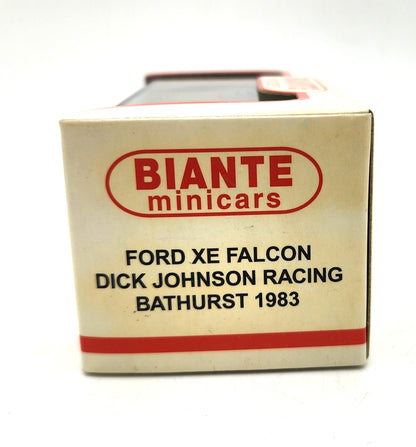 BIANTE
minicars
FORD XE FALCON
DICK JOHNSON RACING
BATHURST 1983